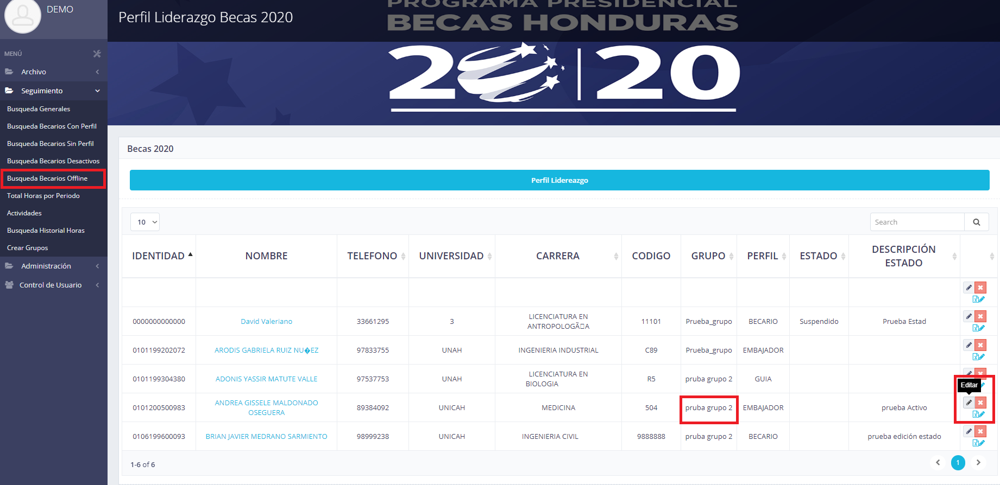 DEMO
Perfil Liderazgo Becas 2020
PROGRAMA PRESIDENCIAL
BECAS HONDURAS
20|20
MENÚ
Archivo
Seguimiento
Busqueda Generales
Busqueda Becarios Con Perfil
Busqueda Becarios Sin Perfil
Busqueda Becarios Desactivos
Busqueda Becarios Offline
Total Horas por Periodo
Actividades
Busqueda Historial Horas
Crear Grupos
Administración
Control de Usuario
Becas 2020
Perfil Lidereazgo
10
Search
IDENTIDAD NOMBRE TELEFONO UNIVERSIDAD CARRERA CODIGO GRUPO PERFIL ESTADO DESCRIPCIÓN
ESTADO
0000000000000 David Valeriano 33661295 3 LICENCIATURA EN
ANTROPOLOGÃ□A 11101 Prueba_grupo BECARIO Suspendido Prueba Estad
0101199202072 ARODIS GABRIELA RUIZ NU�EZ 97833755 UNAH INGENIERIA INDUSTRIAL C89 Prueba_grupo EMBAJADOR
0101199304380 ADONIS YASSIR MATUTE VALLE 97537753 UNAH LICENCIATURA EN
BIOLOGIA R5 pruba grupo 2 GUIA
Editar
0101200500983 ANDREA GISSELE MALDONADO
OSEGUERA 89384092 UNICAH MEDICINA 504 pruba grupo 2 EMBAJADOR prueba Activo
0106199600093 BRIAN JAVIER MEDRANO SARMIENTO 98999238 UNICAH INGENIERIA CIVIL 9888888 pruba grupo 2 BECARIO prueba edición estado
1-6 of 6
1